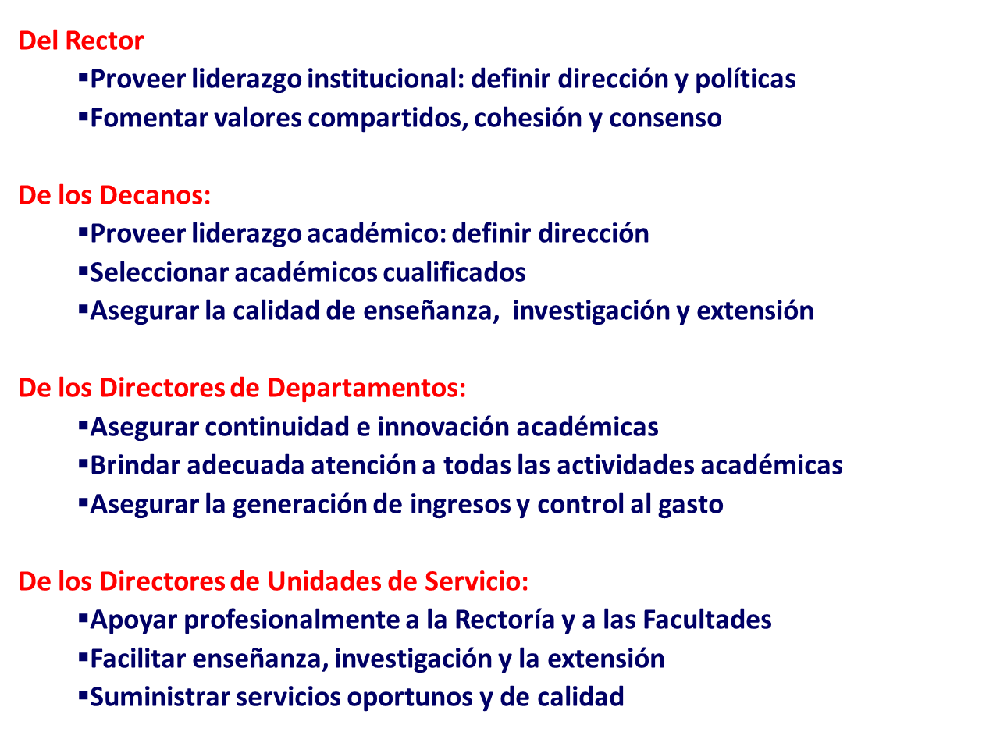 Del Rector
▪Proveer liderazgo institucional: definir dirección y políticas
▪Fomentar valores compartidos, cohesión y consenso
De los Decanos:
▪Proveer liderazgo académico: definir dirección
▪Seleccionar académicos cualificados
▪Asegurar la calidad de enseñanza,  investigación y extensión
De los Directores de Departamentos:
▪Asegurar continuidad e innovación académicas
▪Brindar adecuada atención a todas las actividades académicas
▪Asegurar la generación de ingresos y control al gasto
De los Directores de Unidades de Servicio:
▪Apoyar profesionalmente a la Rectoría y a las Facultades
▪Facilitar enseñanza, investigación y la extensión
▪Suministrar servicios oportunos y de calidad